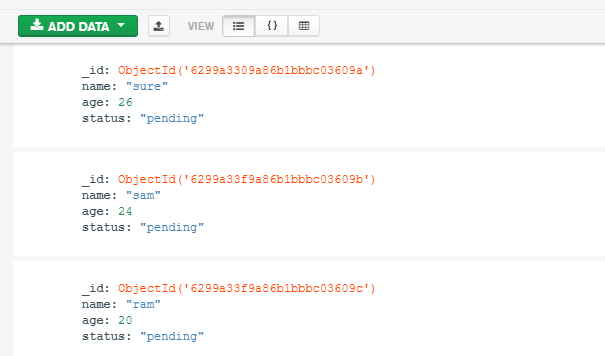 ADD DATA VIEW {}
_id: ObjectId('6299a3309a86b1bbbc03609a')
name: "sure"
age: 26
status: "pending"
_id: ObjectId('6299a33f9a86b1bbbc03609b')
name: "sam"
age: 24
status: "pending"
_id: ObjectId('6299a33f9a86b1bbbc03609c')
name: "ram"
age: 20
status: "pending"